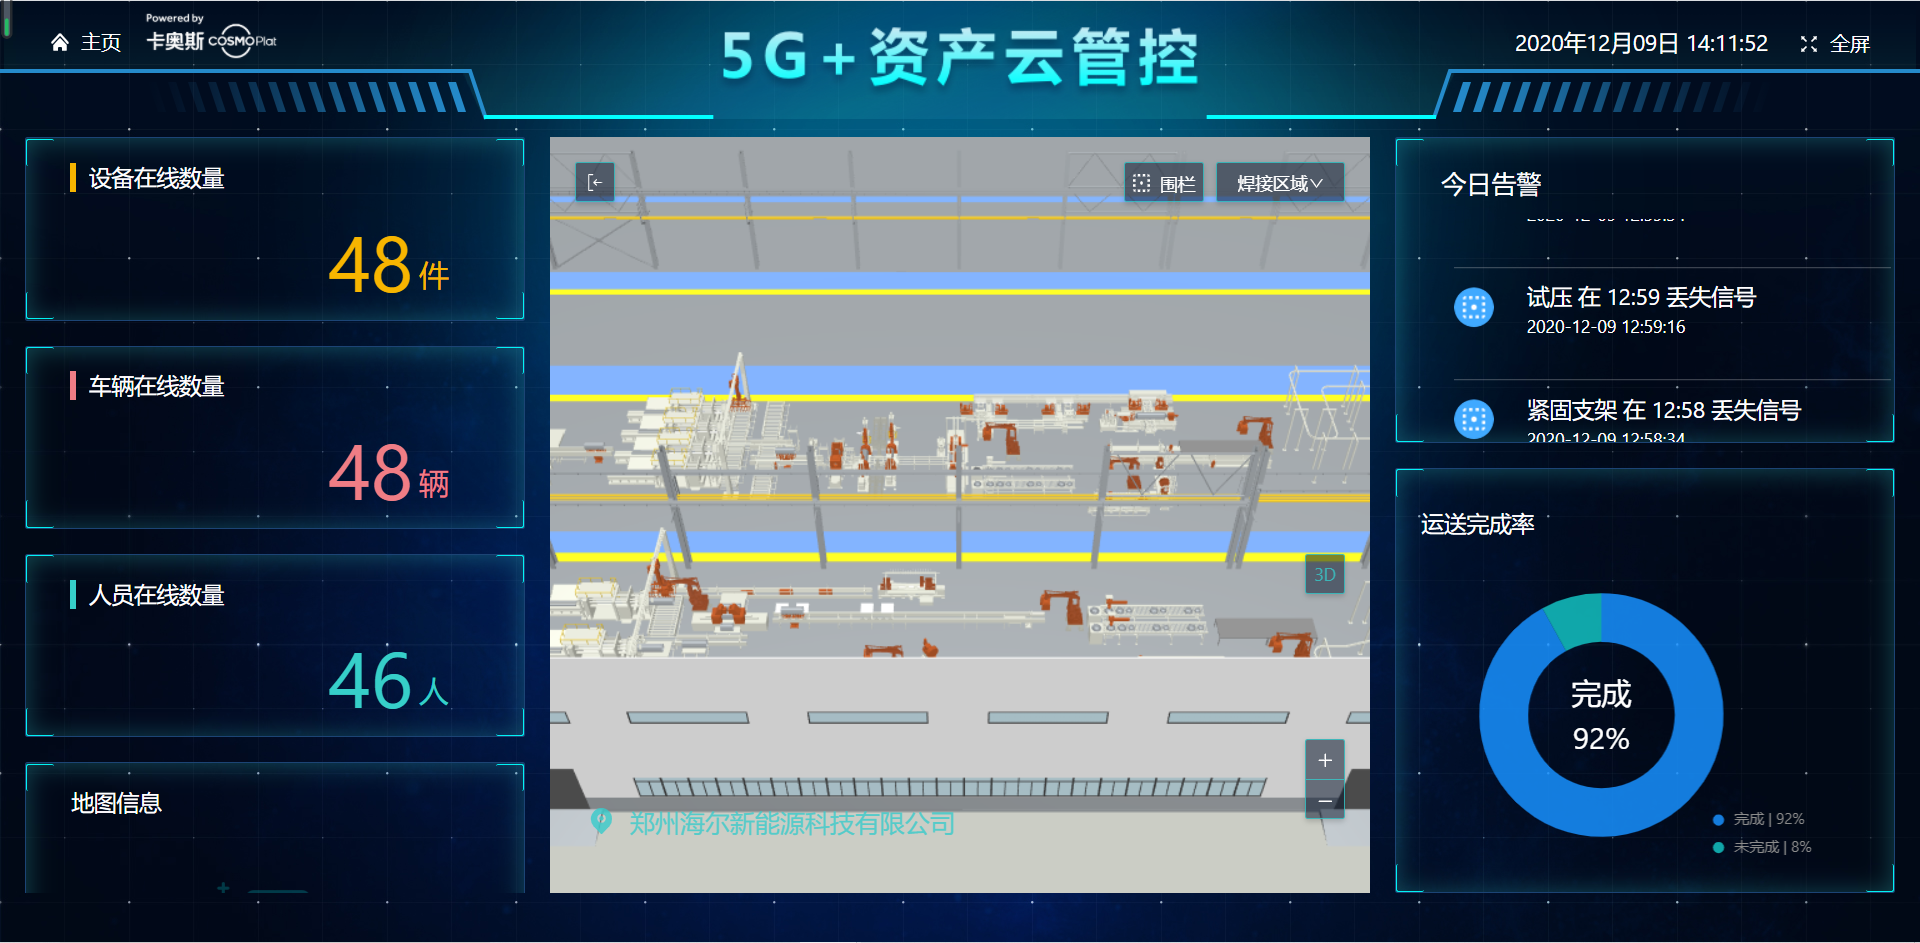 主页
Powered by
卡奥斯 COSMOPlat
5G+资产云管控
2020年12月09日 14:11:52
全屏
设备在线数量
48件
车辆在线数量
48辆
人员在线数量
46人
地图信息
围栏
焊接区域
3D
+
−
郑州海尔新能源科技有限公司
今日告警
试压 在 12:59 丢失信号
2020-12-09 12:59:16
紧固支架 在 12:58 丢失信号
2020-12-09 12:58:34
运送完成率
完成
92%
完成 | 92%
未完成 | 8%